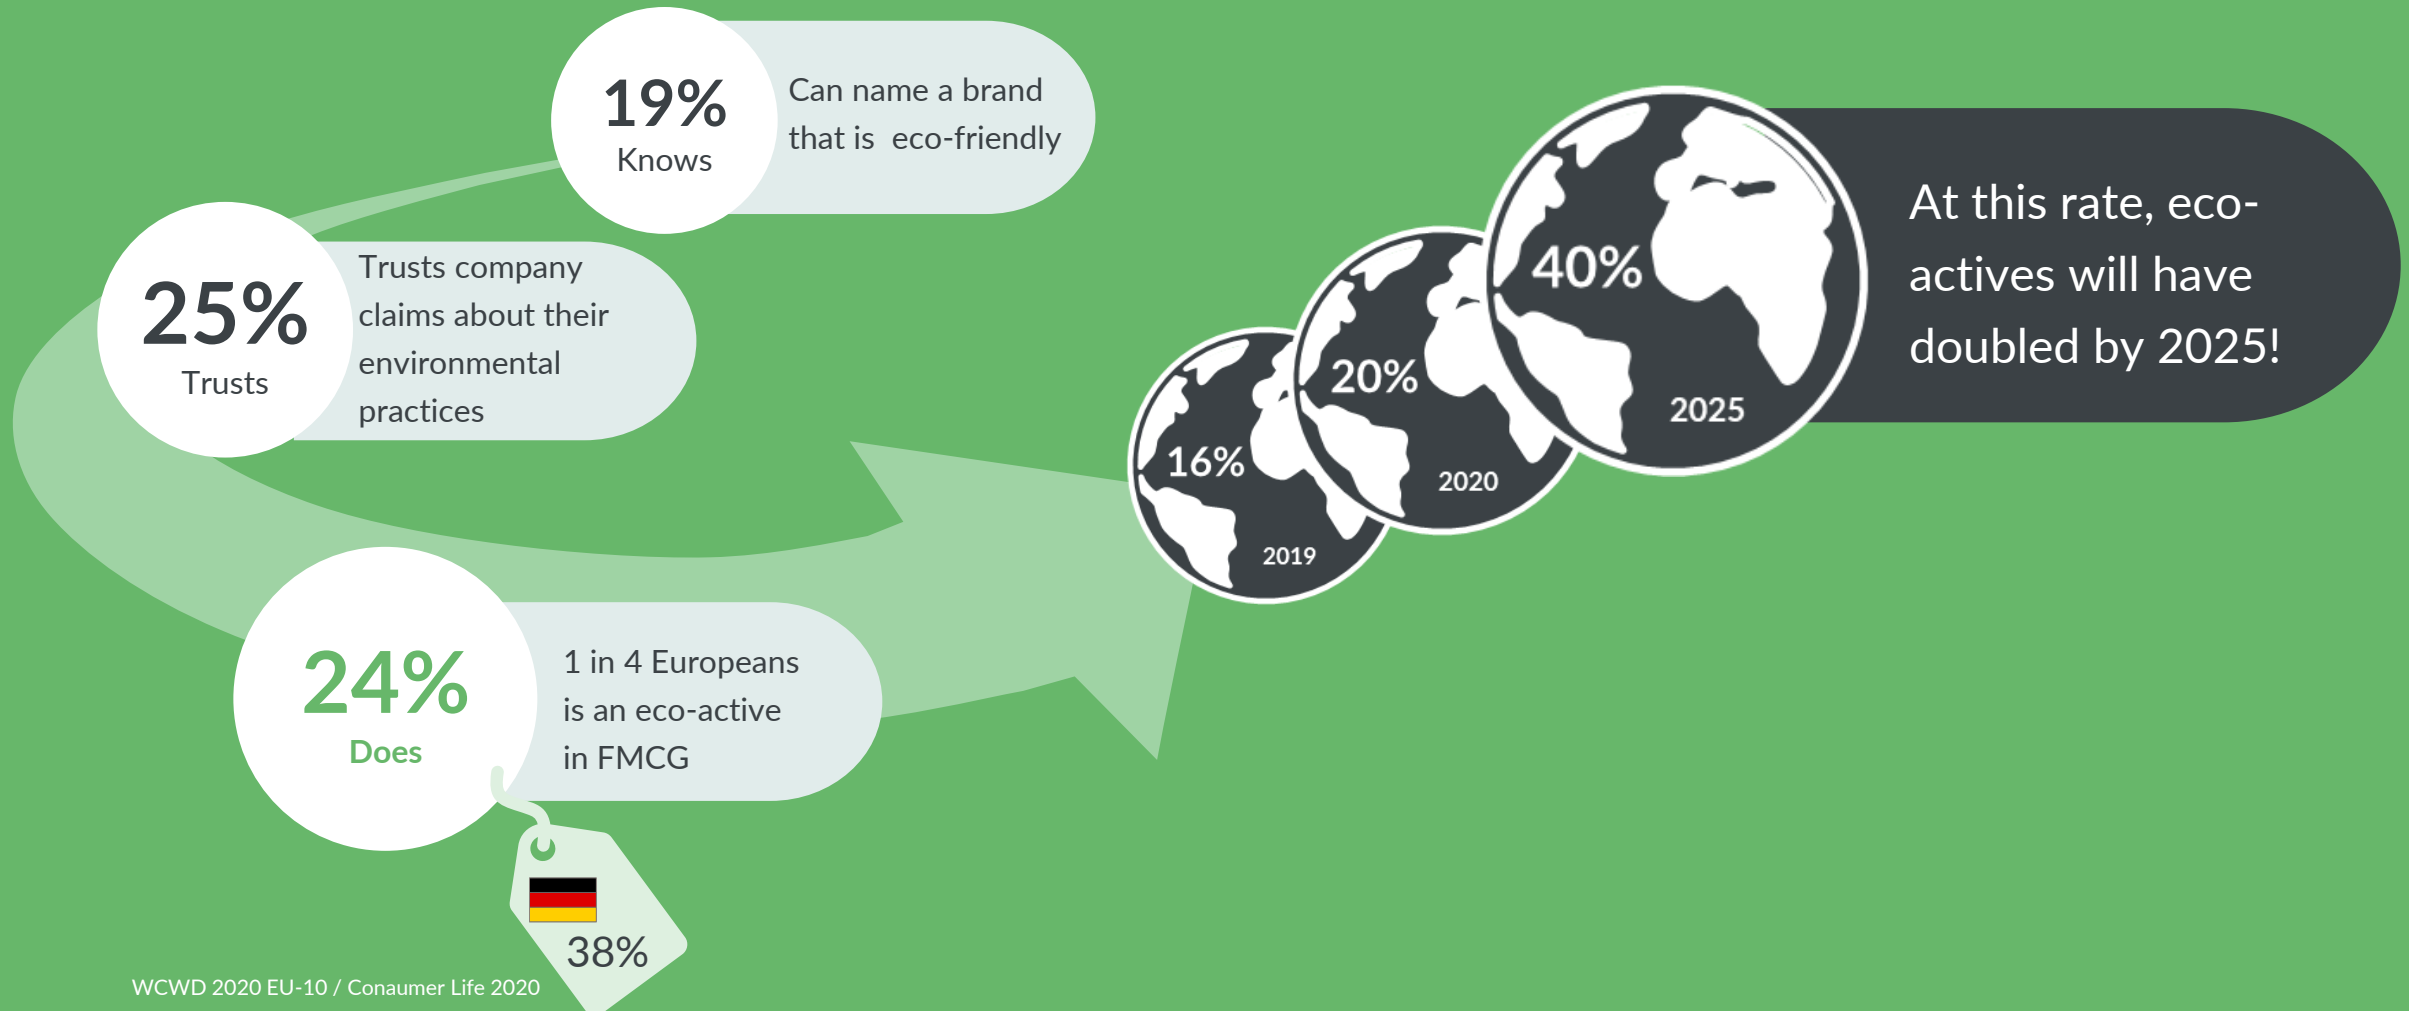 19%
Knows
Can name a brand
that is  eco-friendly
25%
Trusts
Trusts company
claims about their
environmental
practices
24%
Does
1 in 4 Europeans
is an eco-active
in FMCG
38%
16%
2019
20%
2020
40%
2025
At this rate, eco-
actives will have
doubled by 2025!
WCWD 2020 EU-10 / Conaumer Life 2020